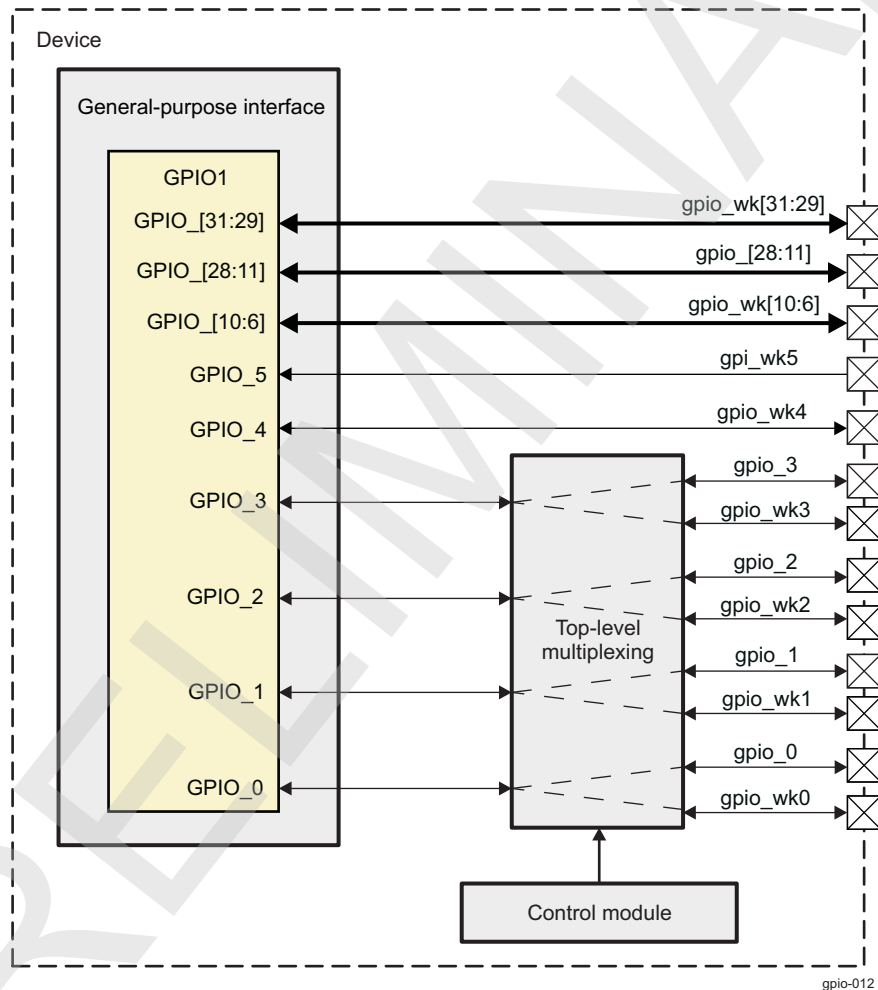 Device
General-purpose interface
GPIO1
GPIO_[31:29]
gpio_wk[31:29]
GPIO_[28:11]
gpio_[28:11]
GPIO_[10:6]
gpio_wk[10:6]
GPIO_5
gpi_wk5
GPIO_4
gpio_wk4
GPIO_3
gpio_3
gpio_wk3
GPIO_2
gpio_2
gpio_wk2
Top-level
multiplexing
GPIO_1
gpio_1
gpio_wk1
GPIO_0
gpio_0
gpio_wk0
Control module
gpio-012
RELIMINA